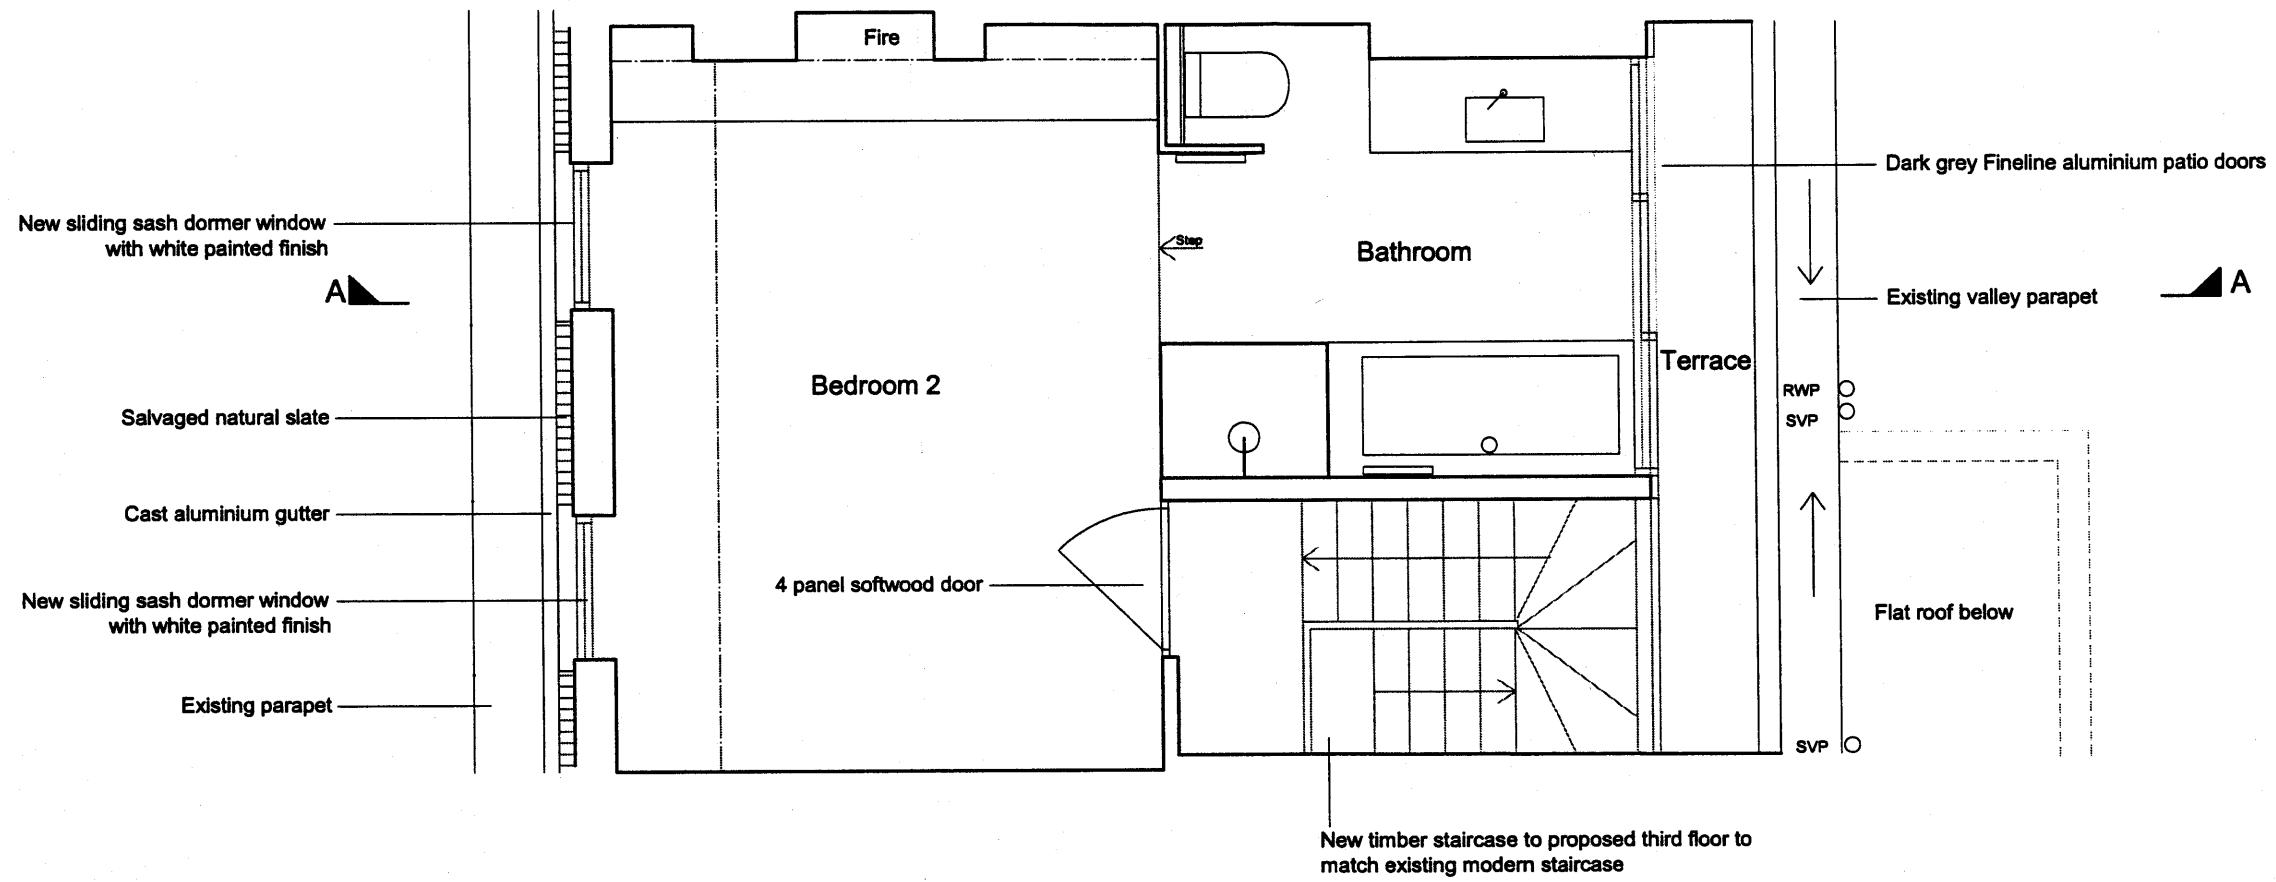 Fire
Dark grey Fineline aluminium patio doors
New sliding sash dormer window
with white painted finish
Step
Bathroom
A
Existing valley parapet
A
Terrace
Bedroom 2
RWP
SVP
Salvaged natural slate
Cast aluminium gutter
4 panel softwood door
New sliding sash dormer window
with white painted finish
Flat roof below
Existing parapet
SVP
New timber staircase to proposed third floor to
match existing modern staircase